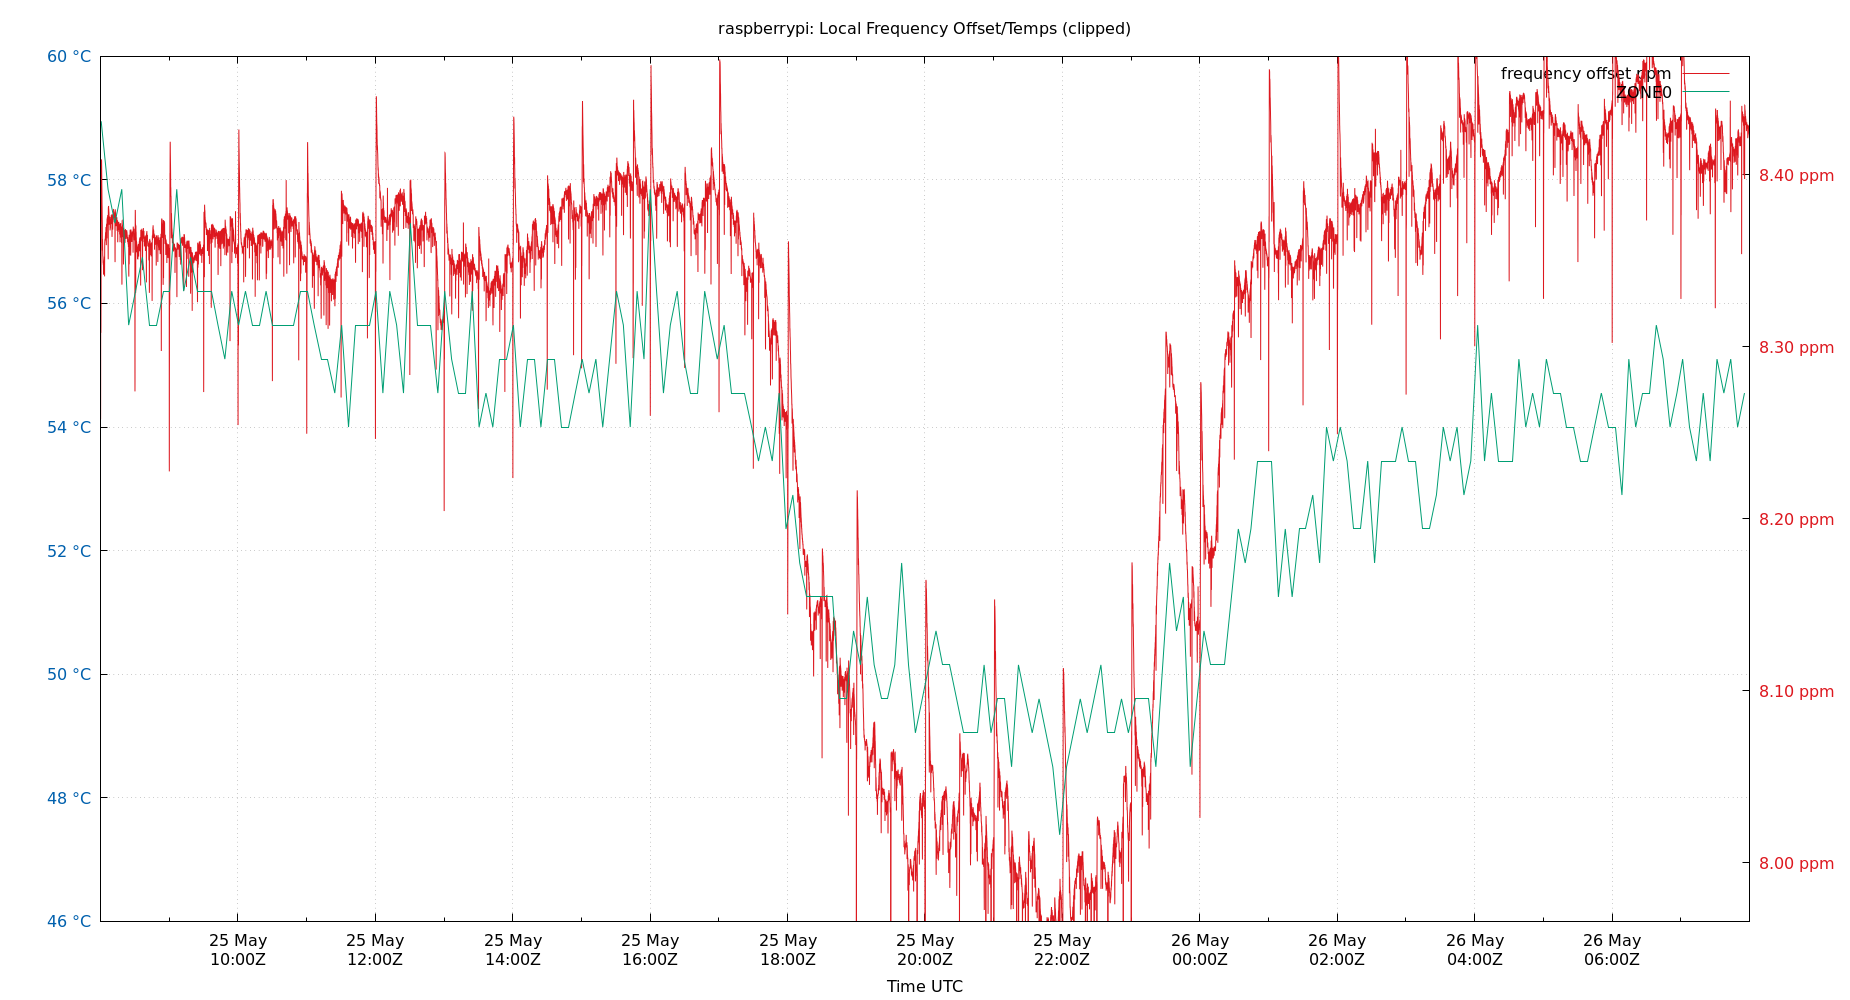 raspberrypi: Local Frequency Offset/Temps (clipped)
60 °C
58 °C
56 °C
54 °C
52 °C
50 °C
48 °C
46 °C
frequency offset ppm
ZONE0
8.40 ppm
8.30 ppm
8.20 ppm
8.10 ppm
8.00 ppm
25 May 25 May 25 May 25 May 25 May 25 May 25 May 26 May 26 May 26 May 26 May
10:00Z 12:00Z 14:00Z 16:00Z 18:00Z 20:00Z 22:00Z 00:00Z 02:00Z 04:00Z 06:00Z
Time UTC